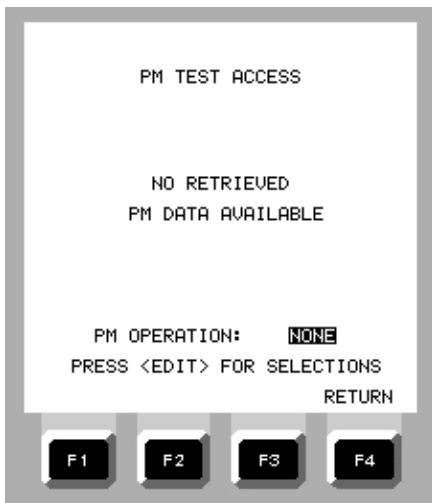 PM TEST ACCESS
NO RETRIEVED
PM DATA AVAILABLE
PM OPERATION: NONE
PRESS <EDIT> FOR SELECTIONS
RETURN
F1 F2 F3 F4